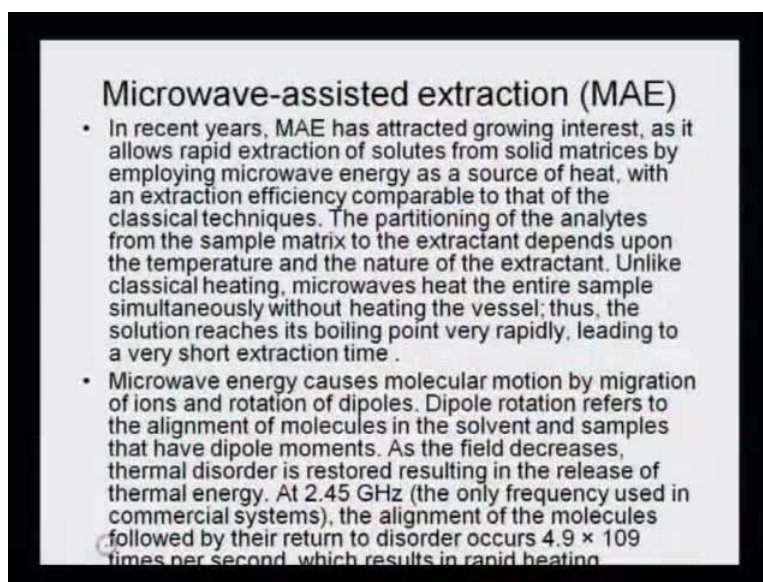 Microwave-assisted extraction (MAE)
• In recent years, MAE has attracted growing interest, as it
allows rapid extraction of solutes from solid matrices by
employing microwave energy as a source of heat, with
an extraction efficiency comparable to that of the
classical techniques. The partitioning of the analytes
from the sample matrix to the extractant depends upon
the temperature and the nature of the extractant. Unlike
classical heating, microwaves heat the entire sample
simultaneously without heating the vessel; thus, the
solution reaches its boiling point very rapidly, leading to
a very short extraction time .
• Microwave energy causes molecular motion by migration
of ions and rotation of dipoles. Dipole rotation refers to
the alignment of molecules in the solvent and samples
that have dipole moments. As the field decreases,
thermal disorder is restored resulting in the release of
thermal energy. At 2.45 GHz (the only frequency used in
commercial systems), the alignment of the molecules
followed by their return to disorder occurs 4.9 × 109
times per second, which results in rapid heating